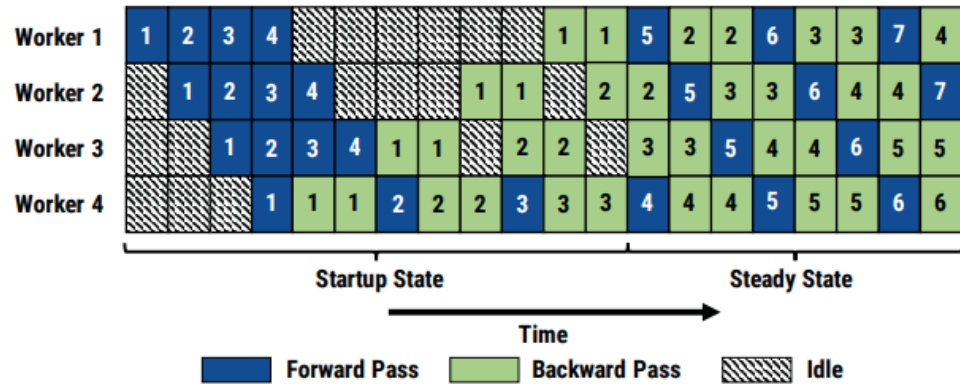 Worker 1 1 2 3 4 1 1 5 2 2 6 3 3 7 4
Worker 2 1 2 3 4 1 1 2 2 5 3 3 6 4 4 7
Worker 3 1 2 3 4 1 1 2 2 3 3 5 4 4 6 5 5
Worker 4 1 1 1 2 2 2 3 3 3 4 4 4 5 5 5 6 6
Startup State Steady State
Time
Forward Pass Backward Pass Idle